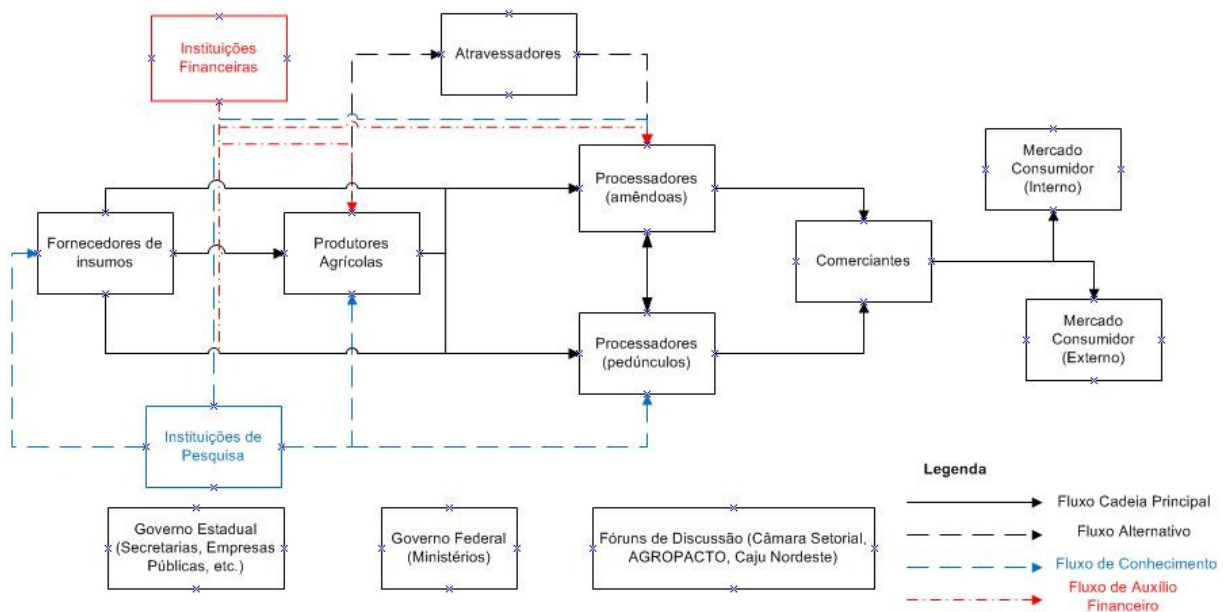 Instituições
Financeiras
Atravessadores
Processadores
(amêndoas)
Mercado
Consumidor
(Interno)
Fornecedores de
insumos
Produtores
Agrícolas
Comerciantes
Processadores
(pedúnculos)
Mercado
Consumidor
(Externo)
Instituições de
Pesquisa
Governo Estadual
(Secretarias, Empresas
Públicas, etc.)
Governo Federal
(Ministérios)
Fóruns de Discussão (Câmara Setorial,
AGROPACTO, Caju Nordeste)
Legenda
Fluxo Cadeia Principal
Fluxo Alternativo
Fluxo de Conhecimento
Fluxo de Auxílio
Financeiro